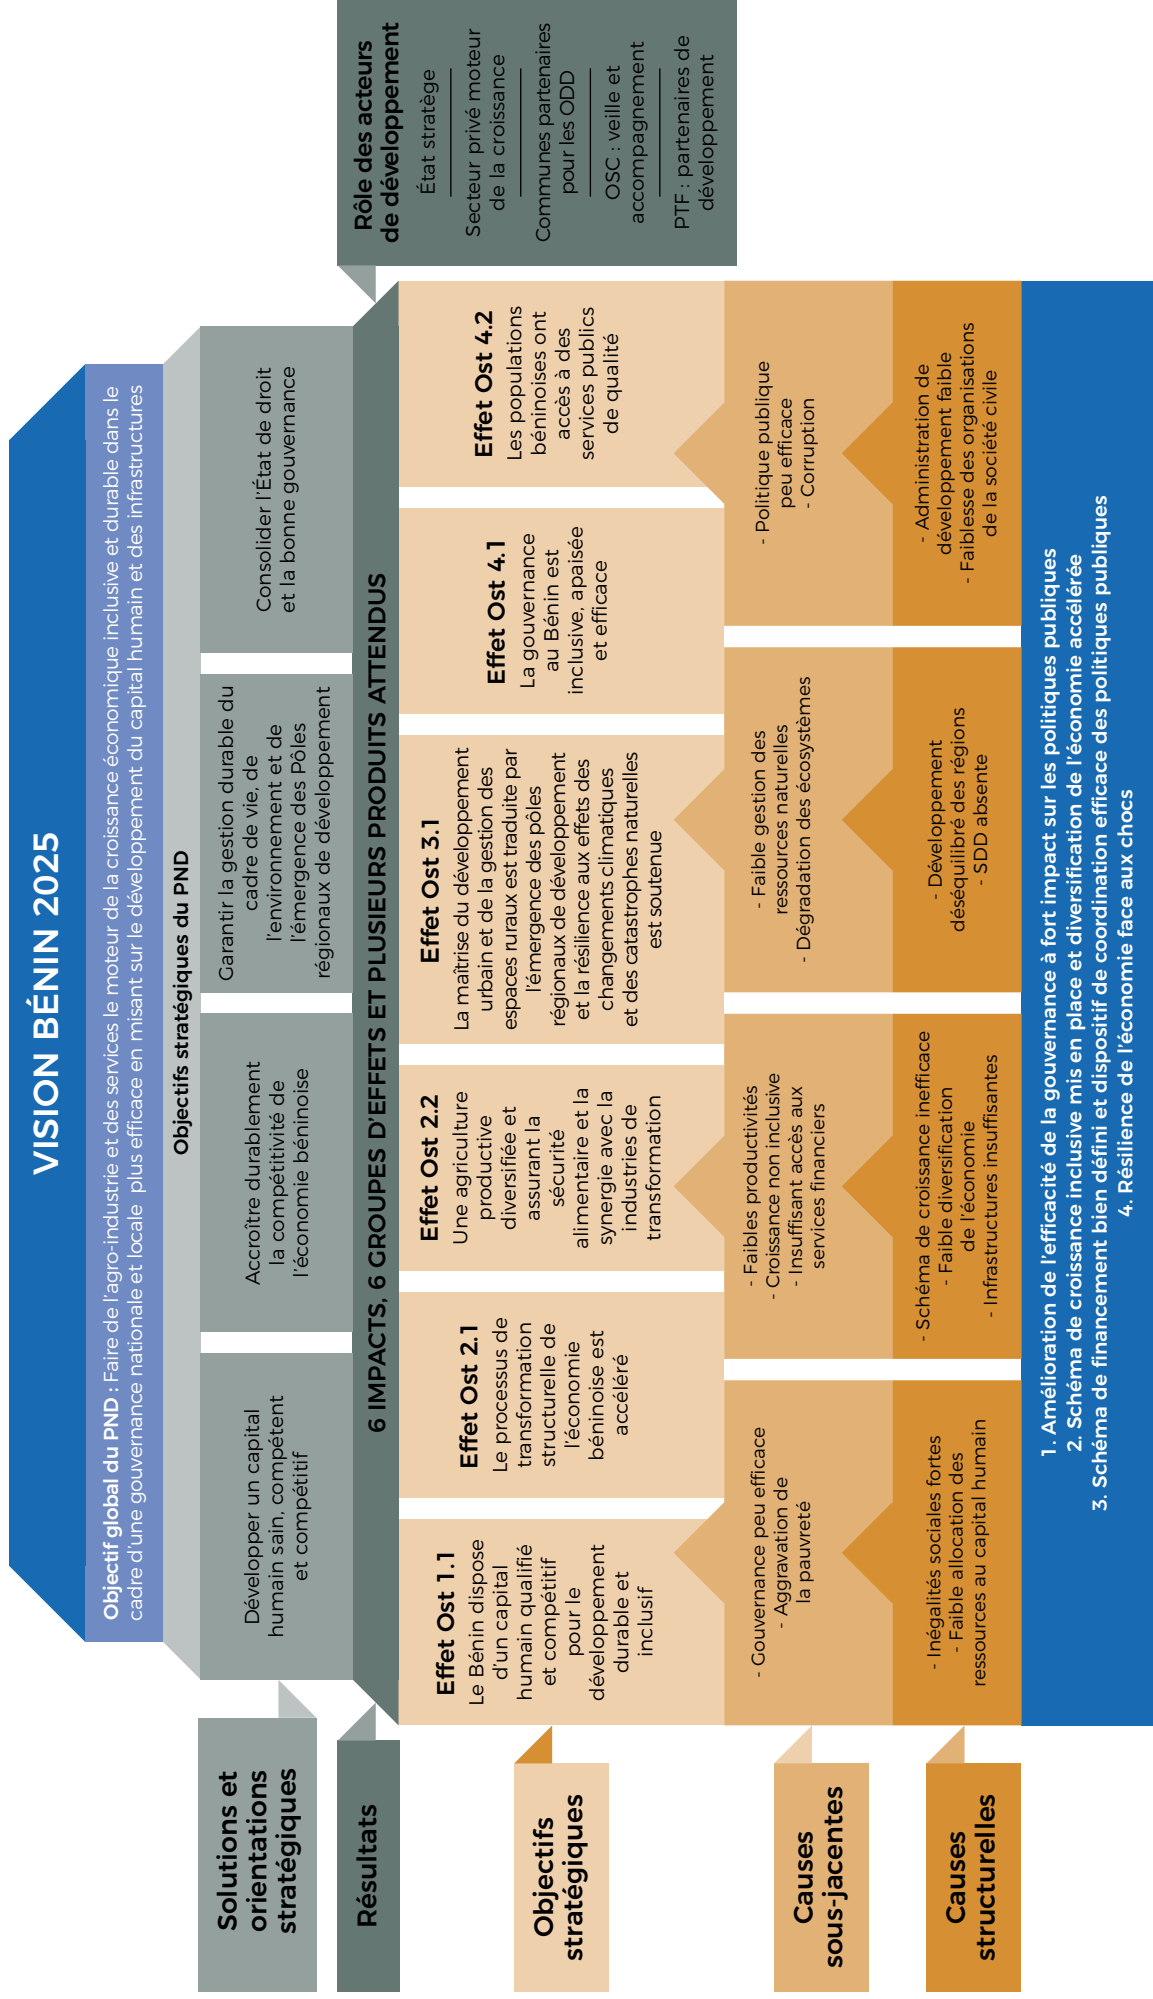 VISION BÉNIN 2025
Objectif global du PND : Faire de l'agro-industrie et des services le moteur de la croissance économique inclusive et durable dans le
cadre d'une gouvernance nationale et locale plus efficace en misant sur le développement du capital humain et des infrastructures
Objectifs stratégiques du PND
Solutions et
orientations
stratégiques
Développer un capital
humain sain, compétent
et compétitif
Accroître durablement
la compétitivité de
l'économie béninoise
Garantir la gestion durable du
cadre de vie, de
l'environnement et de
l'émergence des Pôles
régionaux de développement
Consolider l'État de droit
et la bonne gouvernance
Résultats
6 IMPACTS, 6 GROUPES D'EFFETS ET PLUSIEURS PRODUITS ATTENDUS
Rôle des acteurs
de développement
État stratège
Secteur privé moteur
de la croissance
Communes partenaires
pour les ODD
OSC : veille et
accompagnement
PTF : partenaires de
développement
Objectifs
stratégiques
Effet Ost 1.1
Le Bénin dispose
d'un capital
humain qualifié
et compétitif
pour le
développement
durable et
inclusif
Effet Ost 2.1
Le processus de
transformation
structurelle de
l'économie
béninoise est
accéléré
Effet Ost 2.2
Une agriculture
productive
diversifiée et
assurant la
sécurité
alimentaire et la
synergie avec la
industries de
transformation
Effet Ost 3.1
La maîtrise du développement
urbain et de la gestion des
espaces ruraux est traduite par
l'émergence des pôles
régionaux de développement
et la résilience aux effets des
changements climatiques
et des catastrophes naturelles
est soutenue
Effet Ost 4.1
La gouvernance
au Bénin est
inclusive, apaisée
et efficace
Effet Ost 4.2
Les populations
béninoises ont
accès à des
services publics
de qualité
Causes
sous-jacentes
- Gouvernance peu efficace
- Aggravation de
la pauvreté
- Faibles productivités
- Croissance non inclusive
- Insuffisant accès aux
services financiers
- Faible gestion des
ressources naturelles
- Dégradation des écosystèmes
- Politique publique
peu efficace
- Corruption
Causes
structurelles
- Inégalités sociales fortes
- Faible allocation des
ressources au capital humain
- Schéma de croissance inefficace
- Faible diversification
de l'économie
- Infrastructures insuffisantes
- Développement
déséquilibré des régions
- SDD absente
- Administration de
développement faible
- Faiblesse des organisations
de la société civile
1. Amélioration de l'efficacité de la gouvernance à fort impact sur les politiques publiques
2. Schéma de croissance inclusive mis en place et diversification de l'économie accélérée
3. Schéma de financement bien défini et dispositif de coordination efficace des politiques publiques
4. Résilience de l'économie face aux chocs